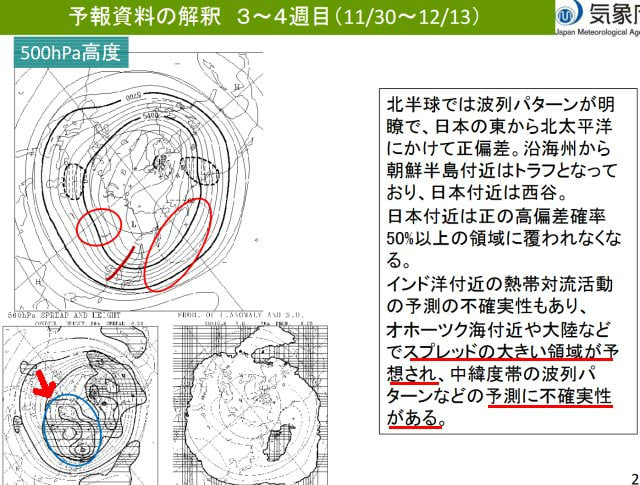 予報資料の解釈 3～4週目(11/30～12/13)
気象庁
Japan Meteorological Ag
500hPa高度
5400
H
H
L
500hPa SPREAD AND HEIGHT
PROB. OF ANOMALY AND S.D.
北半球では波列パターンが明
瞭で、日本の東から北太平洋
にかけて正偏差。沿海州から
朝鮮半島付近はトラフとなって
おり、日本付近は西谷。
日本付近は正の高偏差確率
50%以上の領域に覆われなくな
る。
インド洋付近の熱帯対流活動
の予測の不確実性もあり、
オホーツク海付近や大陸など
でスプレッドの大きい領域が予
想され、中緯度帯の波列パ
ターンなどの予測に不確実性
がある。
2